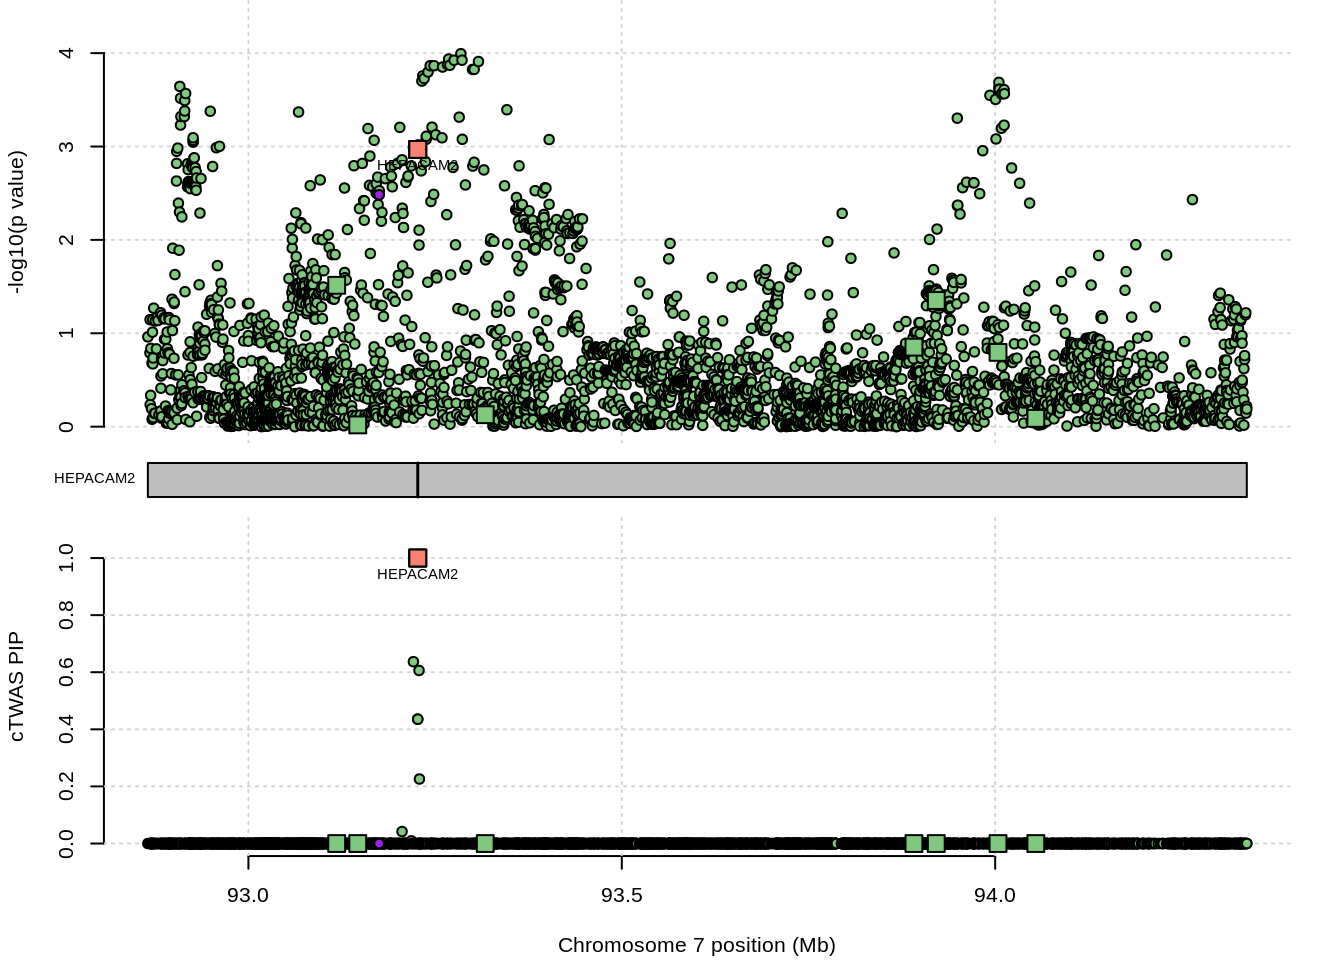 4
3
2
1
0
-log10(p value)
HEPACAM2
HEPACAM2
1.0
0.8
0.6
0.4
0.2
0.0
cTWAS PIP
HEPACAM2
93.0 93.5 94.0
Chromosome 7 position (Mb)